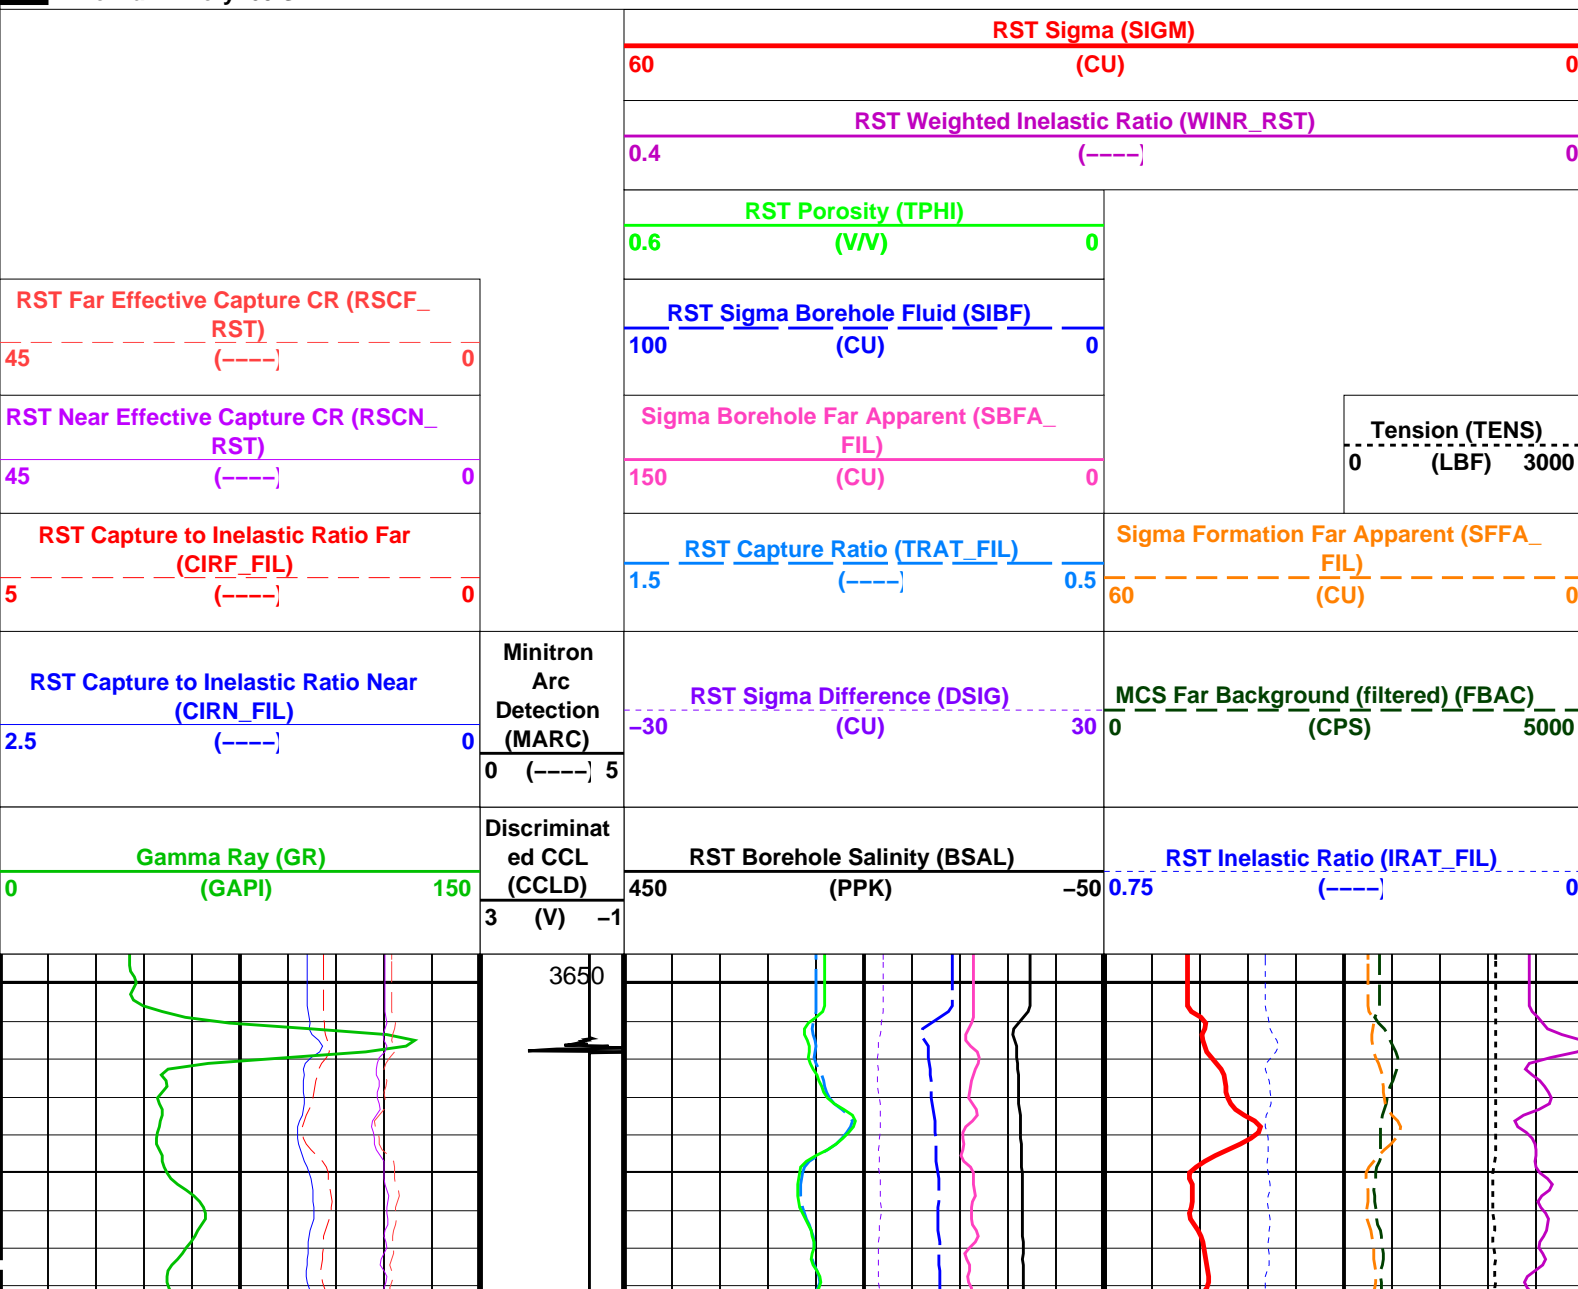 RST Sigma (SIGM)
60 (CU) 0
RST Weighted Inelastic Ratio (WINR_RST)
0.4 (----) 0
RST Porosity (TPHI)
0.6 (V/V) 0
RST Far Effective Capture CR (RSCF_
RST)
45 (----) 0
RST Sigma Borehole Fluid (SIBF)
100 (CU) 0
RST Near Effective Capture CR (RSCN_
RST)
45 (----) 0
Sigma Borehole Far Apparent (SBFA_
FIL)
150 (CU) 0
Tension (TENS)
0 (LBF) 3000
RST Capture to Inelastic Ratio Far
(CIRF_FIL)
5 (----) 0
RST Capture Ratio (TRAT_FIL)
1.5 (----) 0.5
Sigma Formation Far Apparent (SFFA_
FIL)
60 (CU) 0
RST Capture to Inelastic Ratio Near
(CIRN_FIL)
2.5 (----) 0
Minitron
Arc
Detection
(MARC)
0 (----) 5
RST Sigma Difference (DSIG)
-30 (CU) 30
MCS Far Background (filtered) (FBAC)
0 (CPS) 5000
Gamma Ray (GR)
0 (GAPI) 150
Discriminat
ed CCL
(CCLD)
3 (V) -1
RST Borehole Salinity (BSAL)
450 (PPK) -50
RST Inelastic Ratio (IRAT_FIL)
0.75 (----) 0
3650